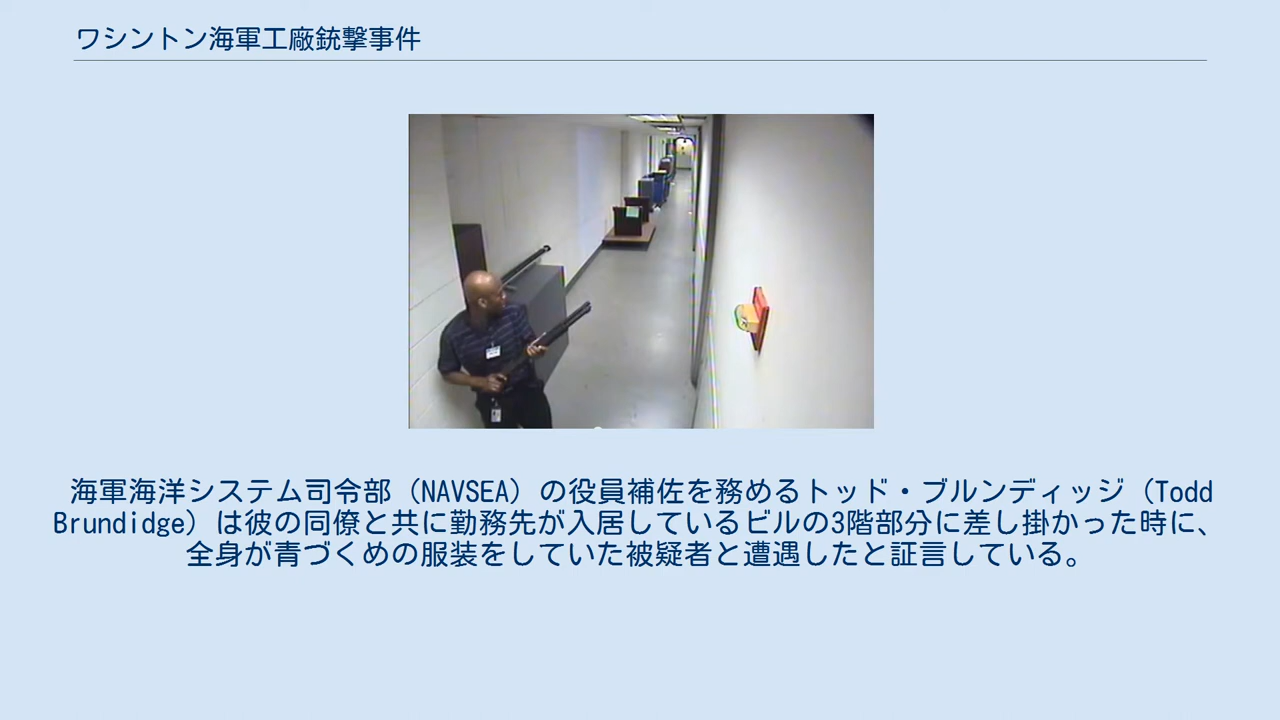 ワシントン海軍工廠銃撃事件
海軍海洋システム司令部（NAVSEA）の役員補佐を務めるトッド・ブルンディッジ（Todd
Brundidge）は彼の同僚と共に勤務先が入居しているビルの3階部分に差し掛かった時に、
全身が青づくめの服装をしていた被疑者と遭遇したと証言している。